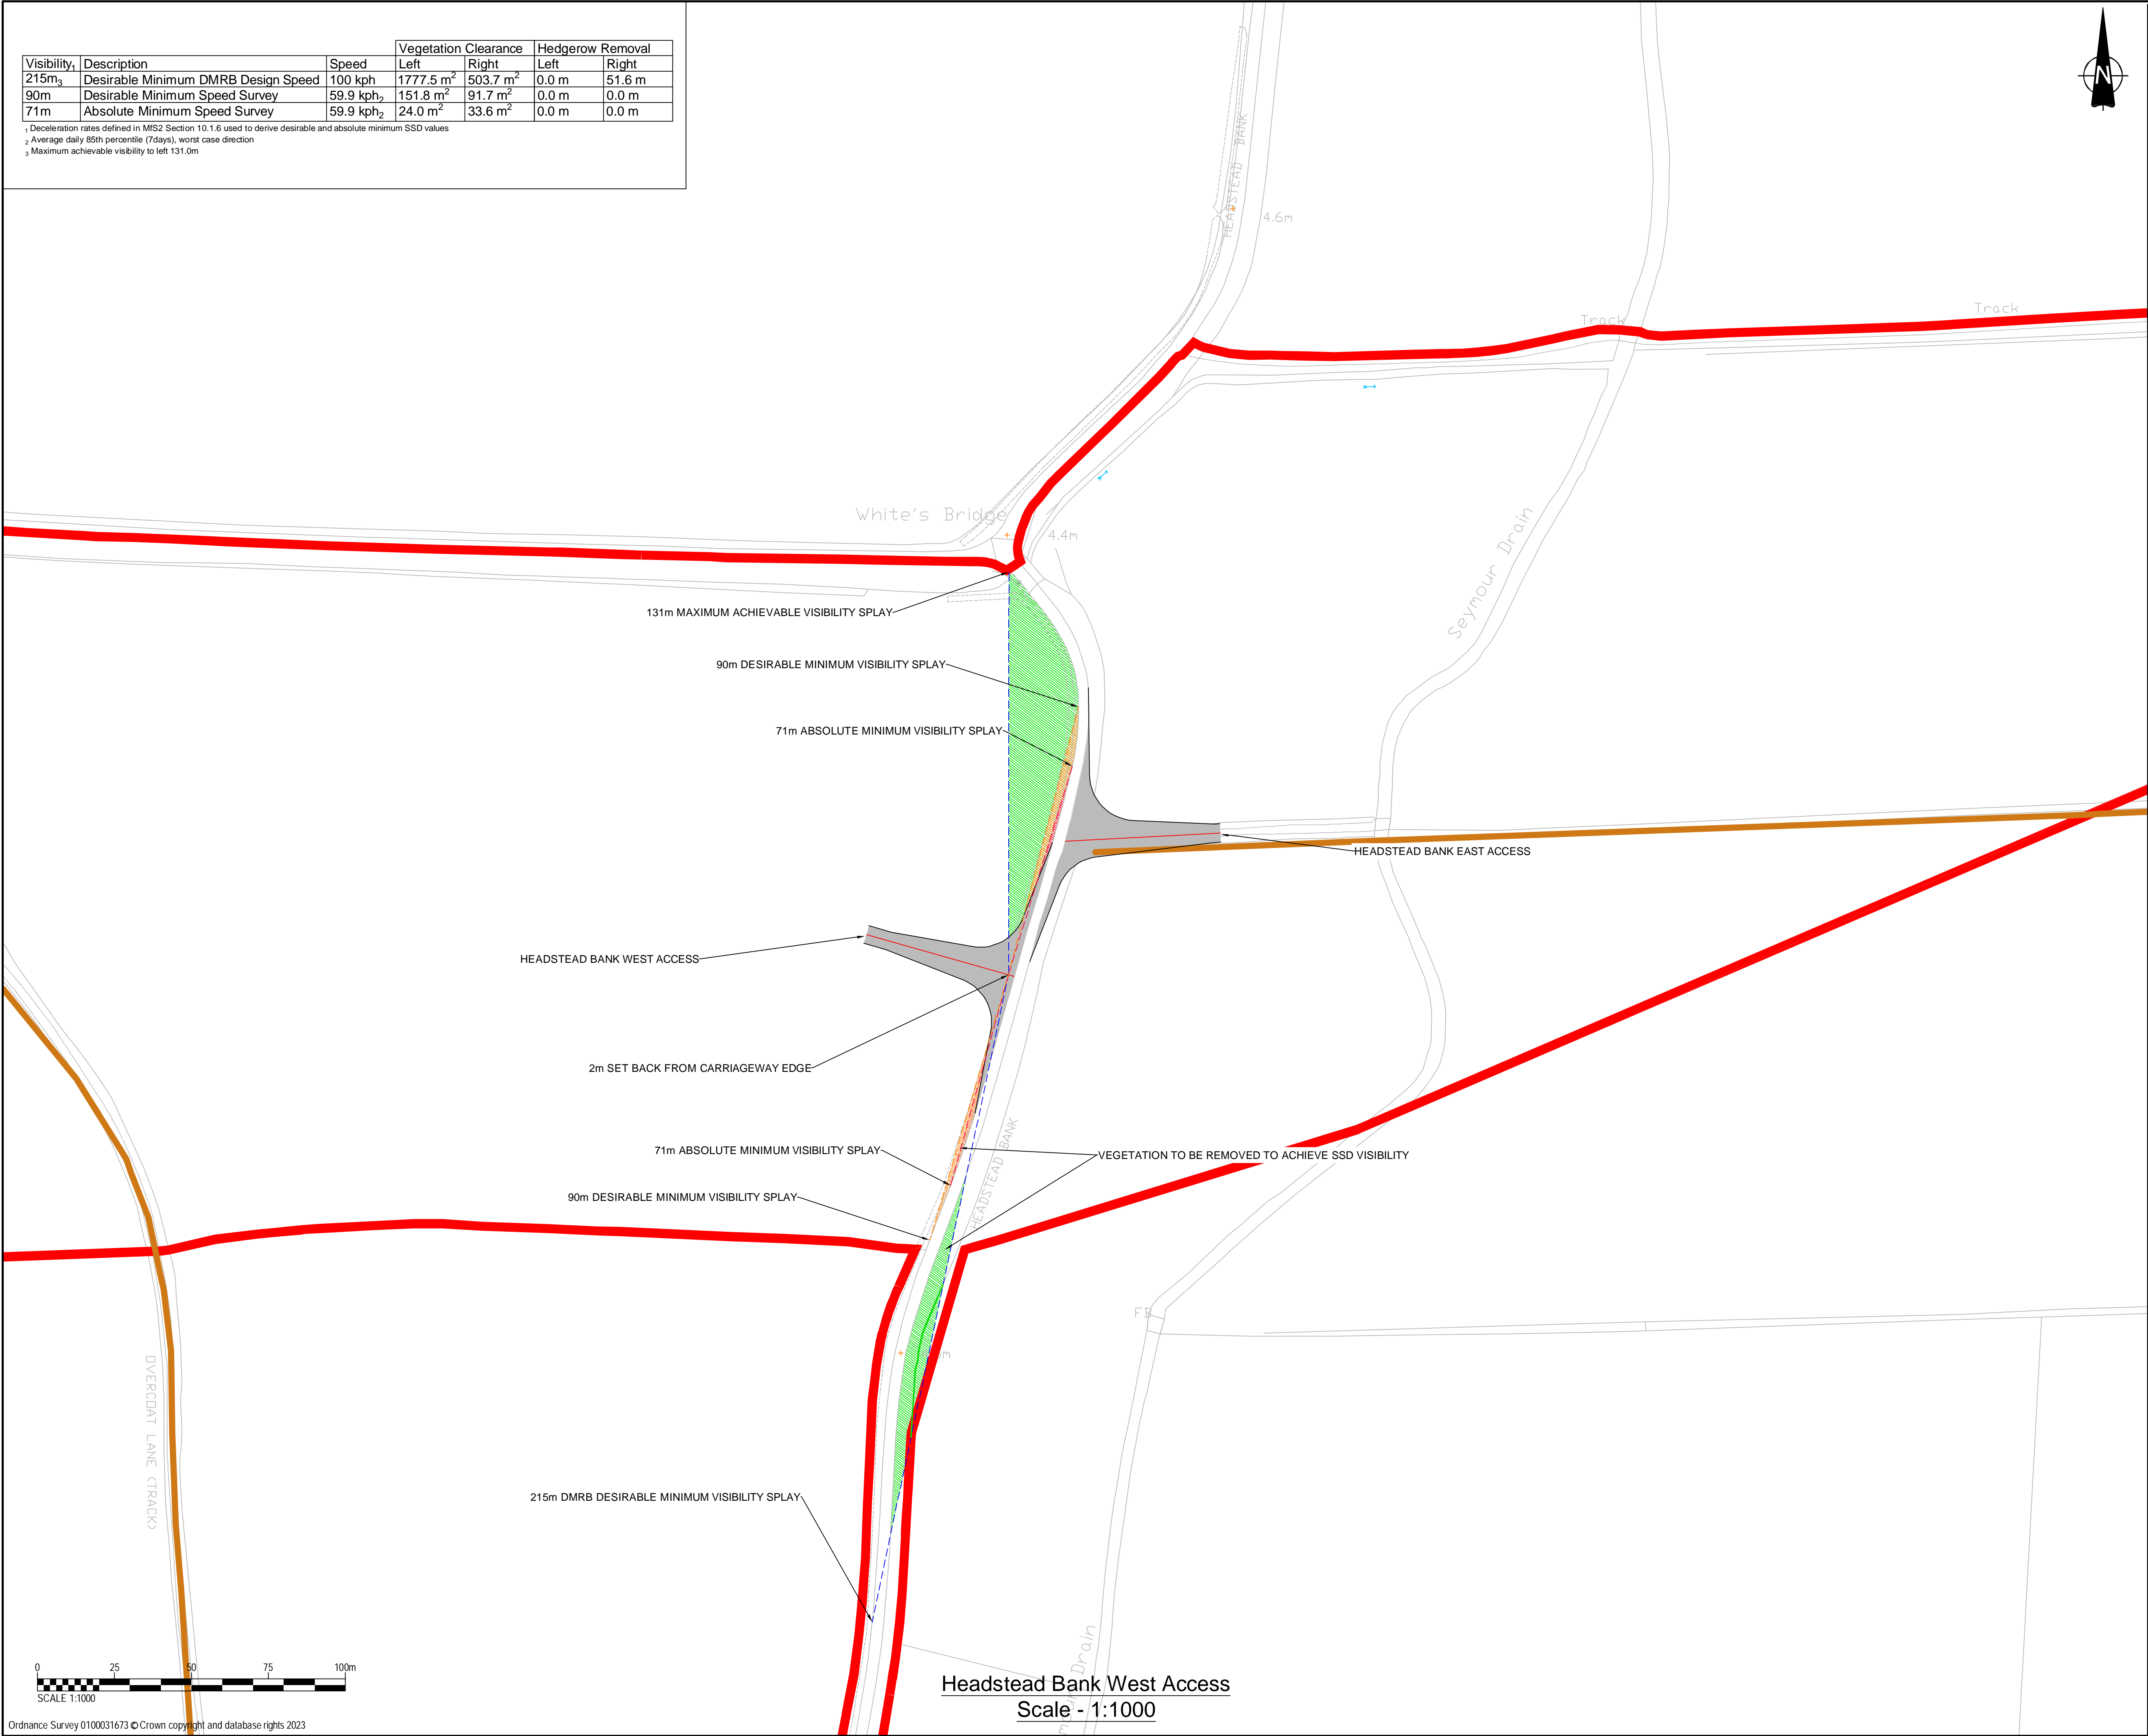 Vegetation Clearance Hedgerow Removal
Visibility₁ Description Speed Left Right Left Right
215m₃ Desirable Minimum DMRB Design Speed 100 kph 1777.5 m² 503.7 m² 0.0 m 51.6 m
90m Desirable Minimum Speed Survey 59.9 kph₂ 151.8 m² 91.7 m² 0.0 m 0.0 m
71m Absolute Minimum Speed Survey 59.9 kph₂ 24.0 m² 33.6 m² 0.0 m 0.0 m
₁ Deceleration rates defined in MfS2 Section 10.1.6 used to derive desirable and absolute minimum SSD values
₂ Average daily 85th percentile (7days), worst case direction
₃ Maximum achievable visibility to left 131.0m
N
HEADSTEAD BANK
4.6m
Track
Track
White's Bridge
4.4m
Seymour Drain
131m MAXIMUM ACHIEVABLE VISIBILITY SPLAY
90m DESIRABLE MINIMUM VISIBILITY SPLAY
71m ABSOLUTE MINIMUM VISIBILITY SPLAY
HEADSTEAD BANK EAST ACCESS
HEADSTEAD BANK WEST ACCESS
2m SET BACK FROM CARRIAGEWAY EDGE
HEADSTEAD BANK
71m ABSOLUTE MINIMUM VISIBILITY SPLAY
VEGETATION TO BE REMOVED TO ACHIEVE SSD VISIBILITY
90m DESIRABLE MINIMUM VISIBILITY SPLAY
FB
OVERCOAT LANE (TRACK)
215m DMRB DESIRABLE MINIMUM VISIBILITY SPLAY
Drain
0 25 50 75 100m
SCALE 1:1000
Headstead Bank West Access
Scale - 1:1000
Ordnance Survey 0100031673 © Crown copyright and database rights 2023